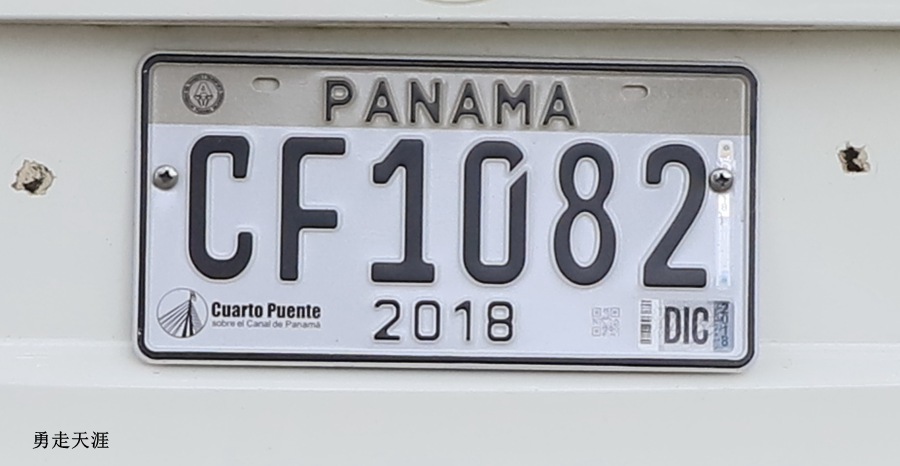 PANAMA
CF1082
Cuarto Puente
sobre el Canal de Panamá
2018
DIC
勇走天涯